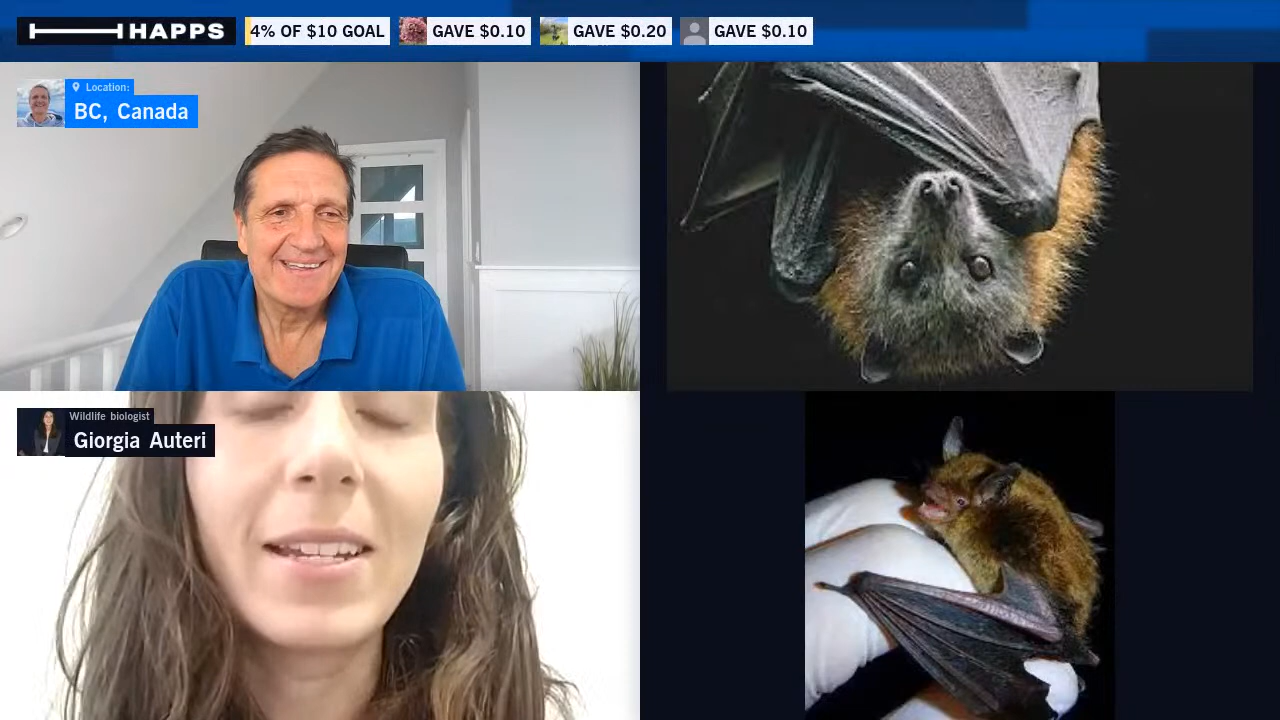 HAPPS
4% OF $10 GOAL
GAVE $0.10
GAVE $0.20
GAVE $0.10
Location:
BC, Canada
Wildlife biologist
Giorgia Auteri